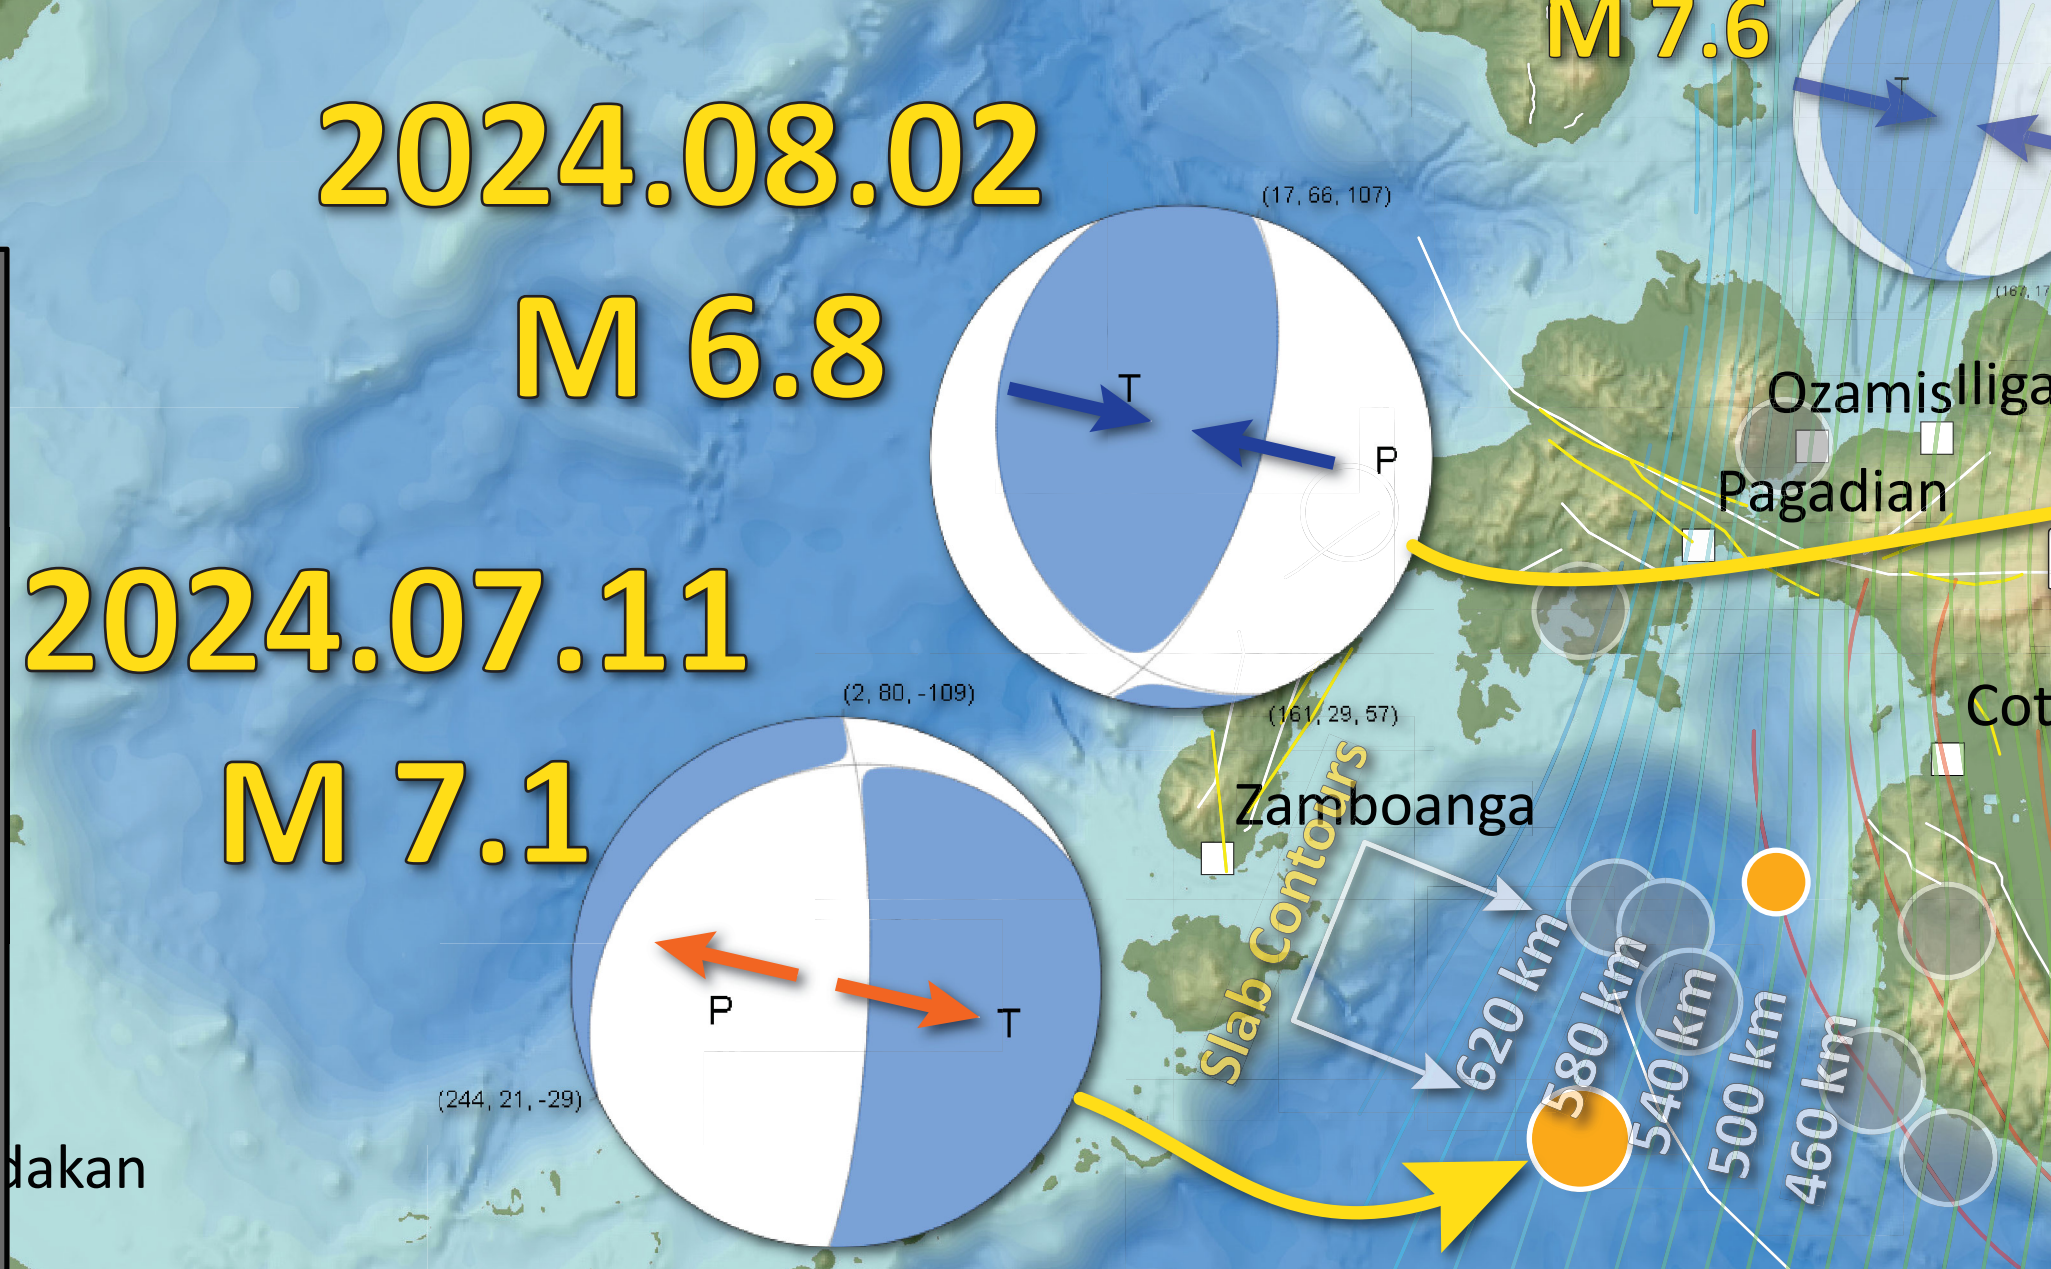 M 7.6
T
2024.08.02
(17, 66, 107)
M 6.8
T
P
Ozamis
Pagadian
2024.07.11
(2, 80, -109)
(161, 29, 57)
M 7.1
Zamboanga
Slab Contours
P
T
(244, 21, -29)
620 km
580 km
540 km
500 km
460 km